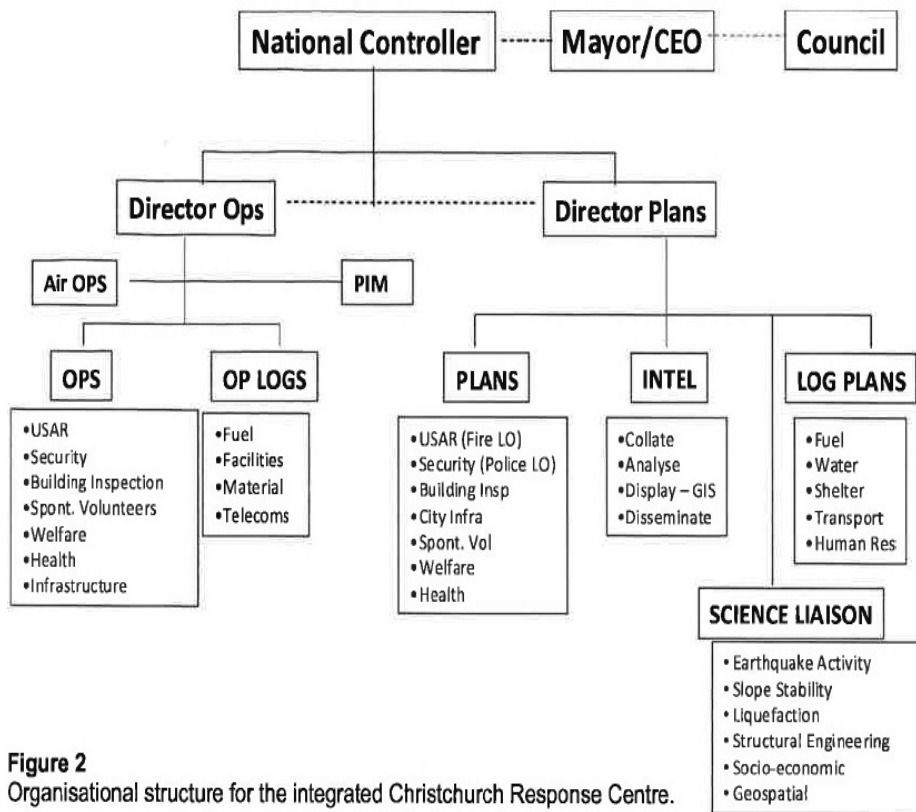 National Controller
Mayor/CEO
Council
Director Ops
Director Plans
Air OPS
PIM
OPS
OP LOGS
PLANS
INTEL
LOG PLANS
•USAR
•Security
•Building Inspection
•Spont. Volunteers
•Welfare
•Health
•Infrastructure
•Fuel
•Facilities
•Material
•Telecoms
•USAR (Fire LO)
•Security (Police LO)
•Building Insp
•City Infra
•Spont. Vol
•Welfare
•Health
•Collate
•Analyse
•Display – GIS
•Disseminate
•Fuel
•Water
•Shelter
•Transport
•Human Res
SCIENCE LIAISON
• Earthquake Activity
• Slope Stability
• Liquefaction
• Structural Engineering
• Socio-economic
• Geospatial
Figure 2
Organisational structure for the integrated Christchurch Response Centre.